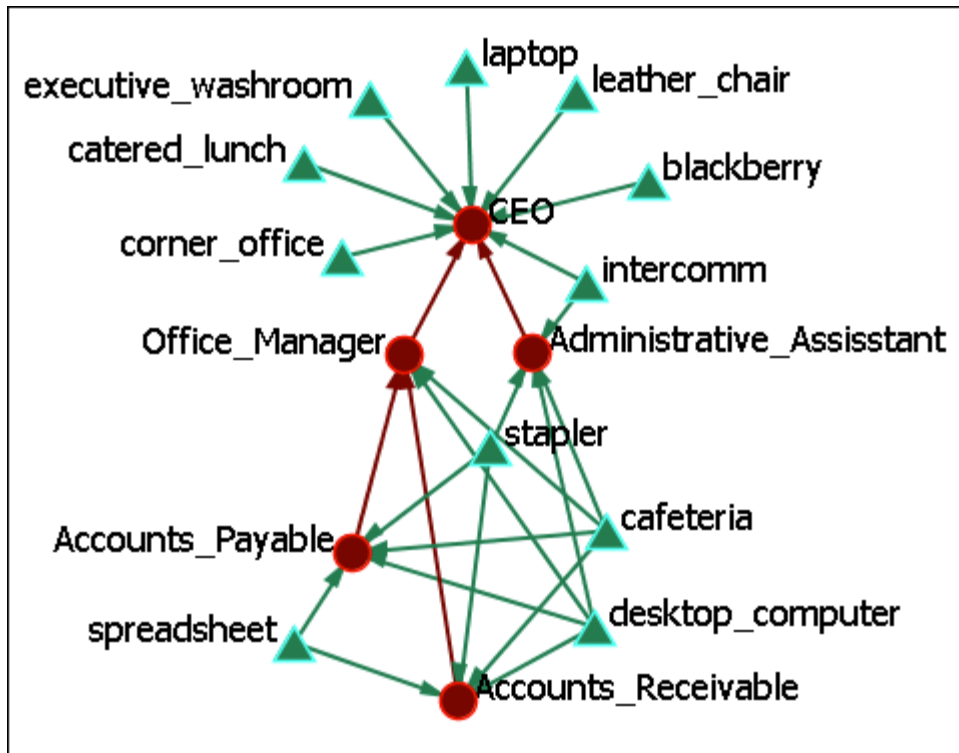 laptop
executive_washroom
leather_chair
catered_lunch
blackberry
CEO
corner_office
intercomm
Office_Manager
Administrative_Assisstant
stapler
cafeteria
Accounts_Payable
desktop_computer
spreadsheet
Accounts_Receivable